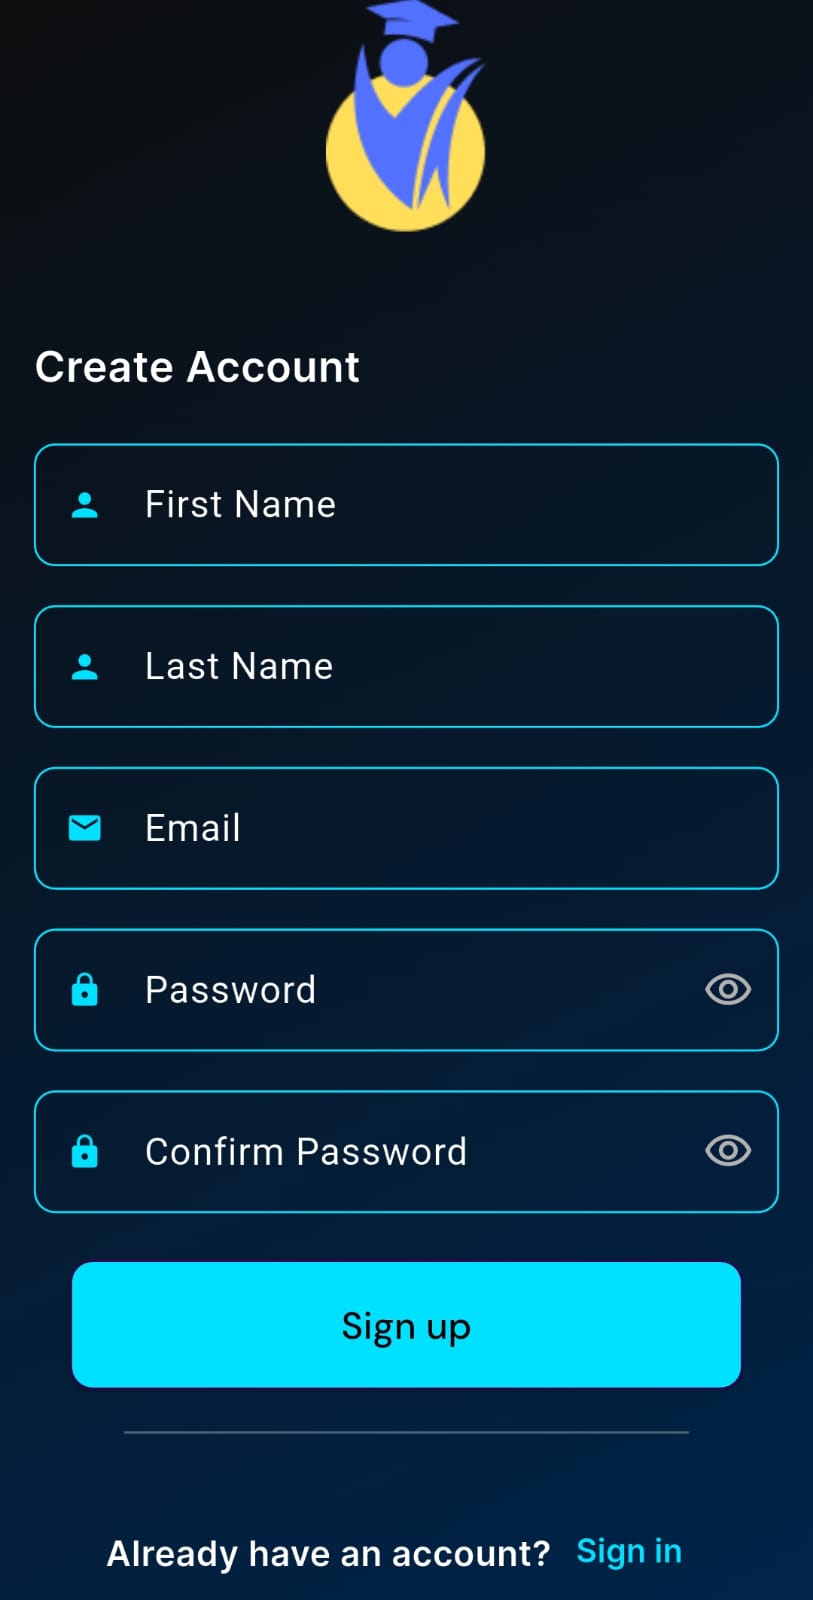 Create Account
First Name
Last Name
Email
Password
Confirm Password
Sign up
Already have an account? Sign in